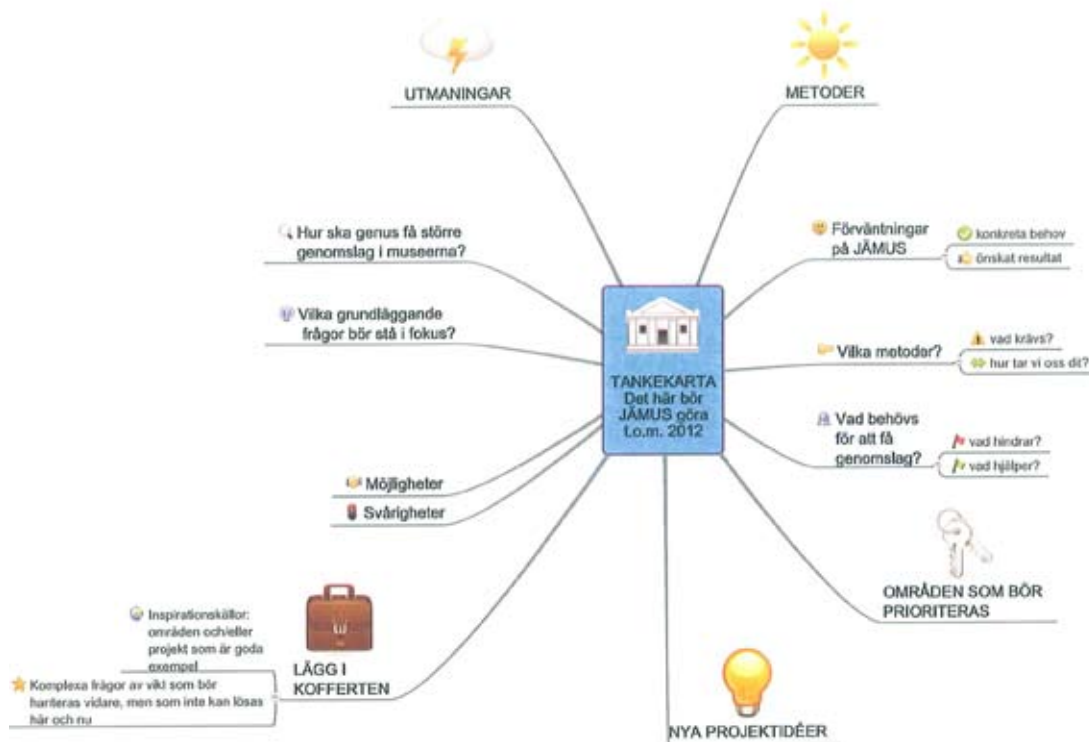 UTMANINGAR
METODER
Hur ska genus få större
genomslag i museerna?
Vilka grundläggande
frågor bör stå i fokus?
Möjligheter
Svårigheter
TANKEKARTA
Det här bör
JÄMUS göra
t.o.m. 2012
Förväntningar
på JÄMUS
konkreta behov
önskat resultat
Vilka metoder?
vad krävs?
hur tar vi oss dit?
Vad behövs
för att få
genomslag?
vad hindrar?
vad hjälper?
OMRÅDEN SOM BÖR
PRIORITERAS
NYA PROJEKTIDÉER
LÄGG I
KOFFERTEN
Inspirationskällor:
områden och/eller
projekt som är goda
exempel
Komplexa frågor av vikt som bör
hanteras vidare, men som inte kan lösas
här och nu